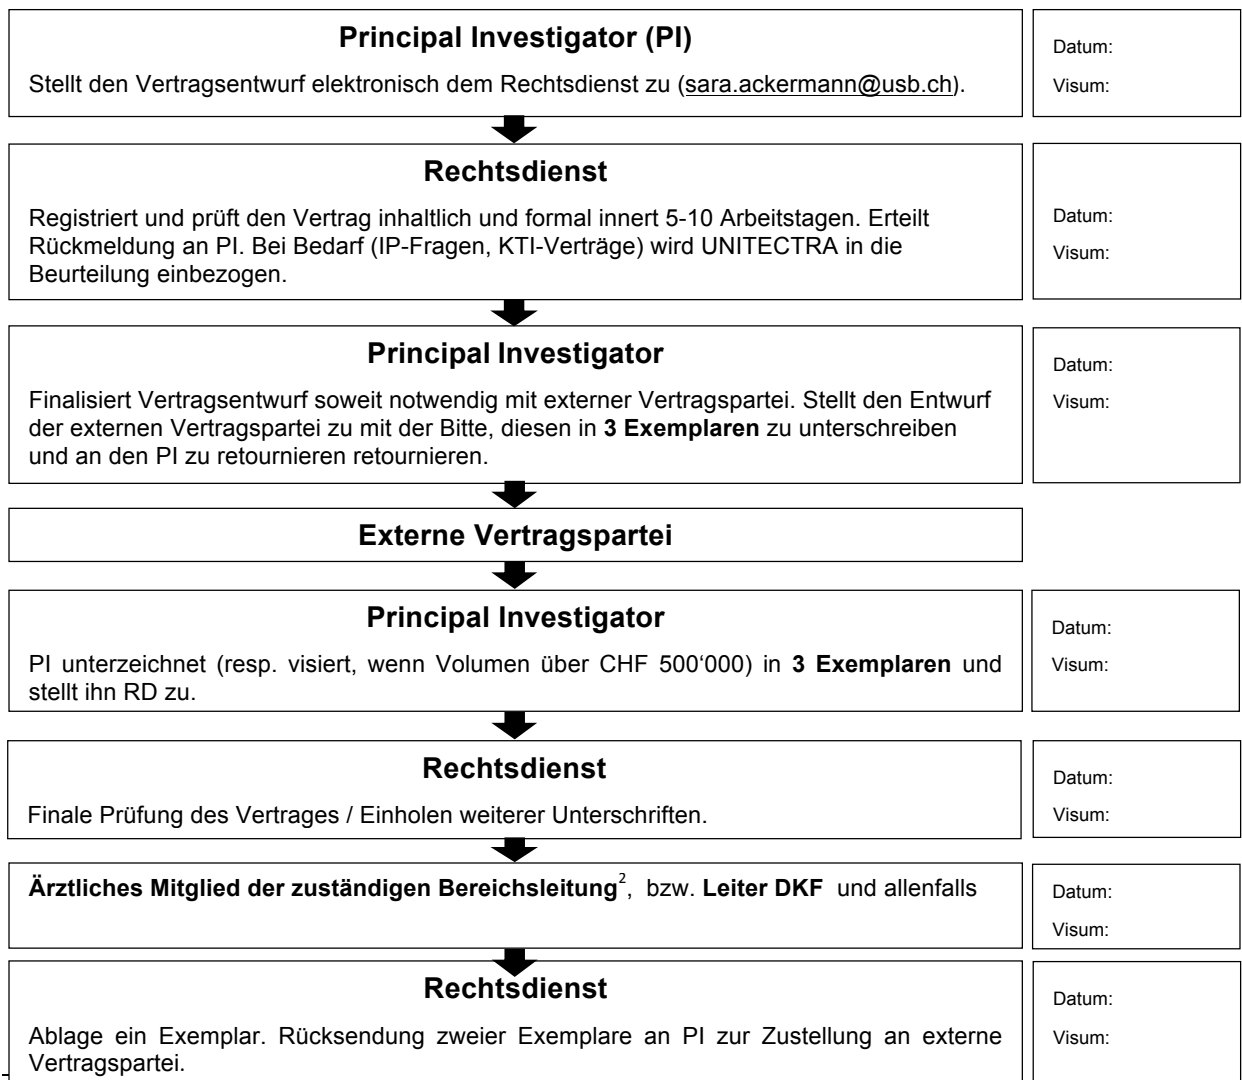 Principal Investigator (PI)
Stellt den Vertragsentwurf elektronisch dem Rechtsdienst zu (sara.ackermann@usb.ch).
Datum:
Visum:
Rechtsdienst
Registriert und prüft den Vertrag inhaltlich und formal innert 5-10 Arbeitstagen. Erteilt
Rückmeldung an PI. Bei Bedarf (IP-Fragen, KTI-Verträge) wird UNITECTRA in die
Beurteilung einbezogen.
Datum:
Visum:
Principal Investigator
Finalisiert Vertragsentwurf soweit notwendig mit externer Vertragspartei. Stellt den Entwurf
der externen Vertragspartei zu mit der Bitte, diesen in 3 Exemplaren zu unterschreiben
und an den PI zu retournieren retournieren.
Datum:
Visum:
Externe Vertragspartei
Principal Investigator
PI unterzeichnet (resp. visiert, wenn Volumen über CHF 500‘000) in 3 Exemplaren und
stellt ihn RD zu.
Datum:
Visum:
Rechtsdienst
Finale Prüfung des Vertrages / Einholen weiterer Unterschriften.
Datum:
Visum:
Ärztliches Mitglied der zuständigen Bereichsleitung², bzw. Leiter DKF und allenfalls
Datum:
Visum:
Rechtsdienst
Ablage ein Exemplar. Rücksendung zweier Exemplare an PI zur Zustellung an externe
Vertragspartei.
Datum:
Visum: